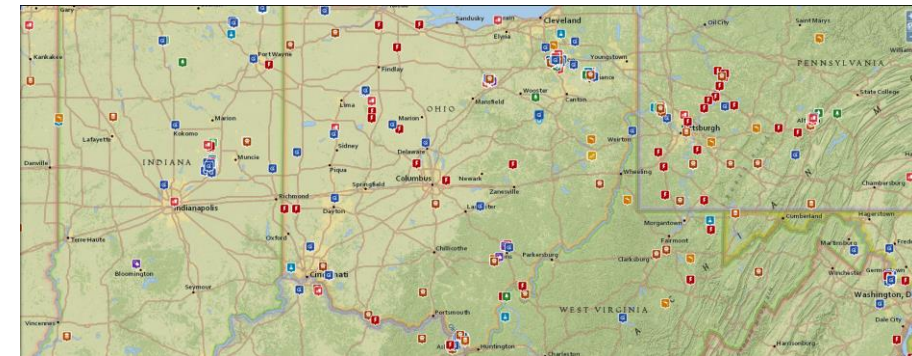 Gary
Sandusky
Cleveland
Oil City
Saint Marys
Elyria
Kankakee
Fort Wayne
Youngstown
PENNSYLVANIA
Findlay
Lima
OHIO
Mansfield
Wooster
Canton
State College
Marion
Marion
Kokomo
Lafayette
Weirton
Sidney
Delaware
Muncie
Danville
INDIANA
Piqua
Columbus
Newark
Wheeling
Springfield
Zanesville
Chambersburg
Richmond
Indianapolis
Dayton
Morgantown
Cumberland
Hagerstown
Terre Haute
Oxford
Fairmont
Martinsburg
Chillicothe
Parkersburg
Clarksburg
Bloomington
Winchester
Seymour
Washington, D
WEST VIRGINIA
Portsmouth
Dale City
Vincennes
Huntington
Harrisonburg
Charleston